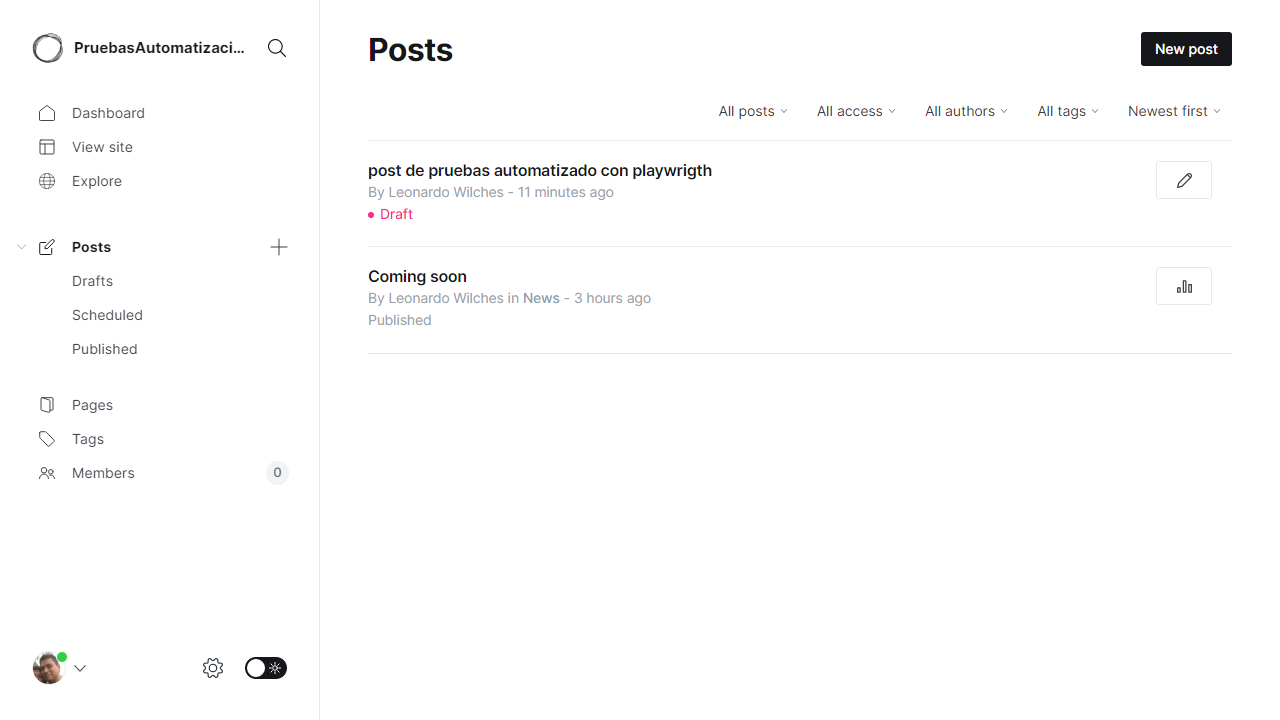 PruebasAutomatizaci...
Dashboard
View site
Explore
Posts
Drafts
Scheduled
Published
Pages
Tags
Members
0
Posts
New post
All posts
All access
All authors
All tags
Newest first
post de pruebas automatizado con playwrigth
By Leonardo Wilches - 11 minutes ago
Draft
Coming soon
By Leonardo Wilches in News - 3 hours ago
Published